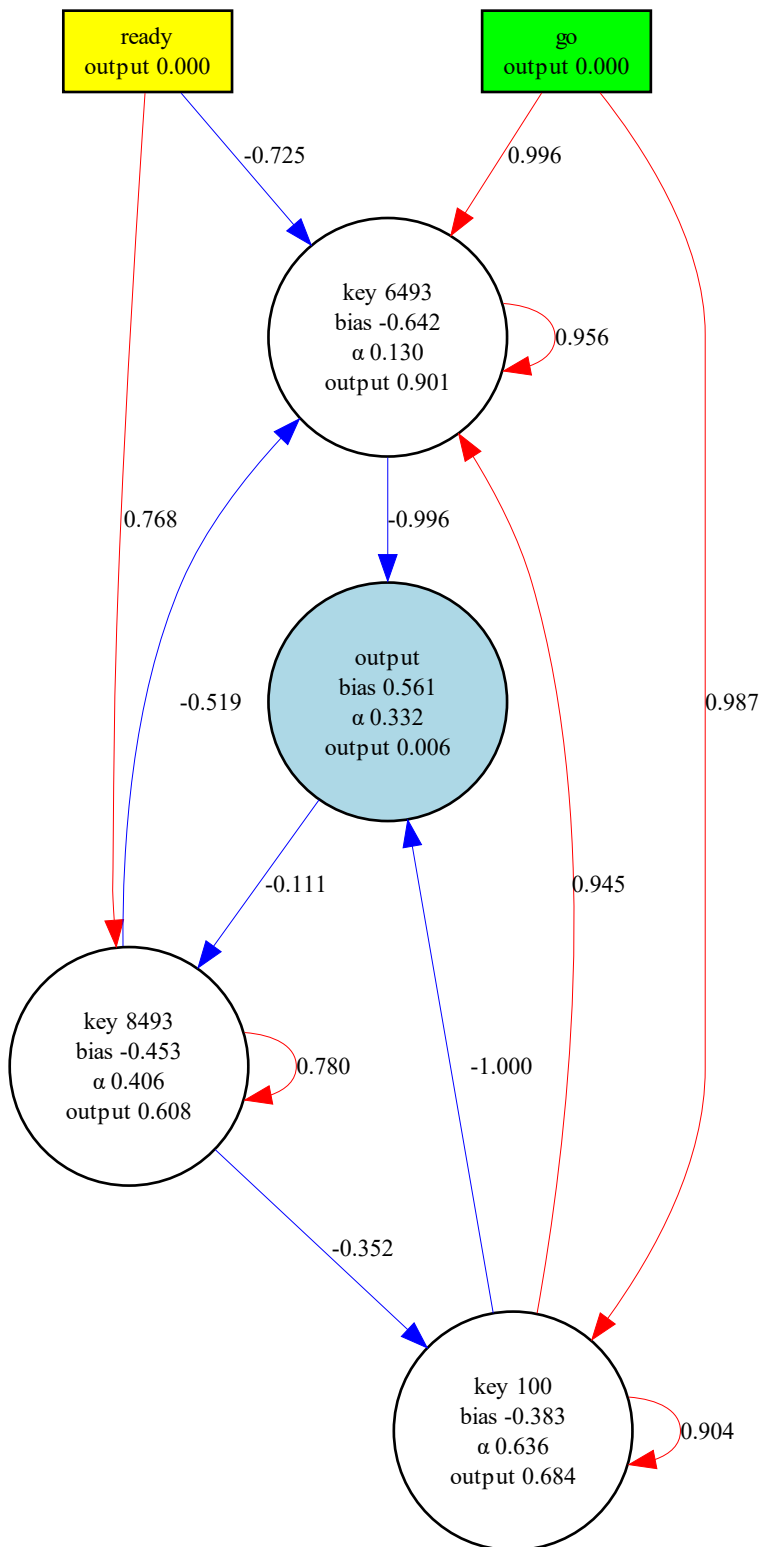 ready
output 0.000
go
output 0.000
-0.725
0.996
key 6493
bias -0.642
α 0.130
output 0.901
0.956
0.768
-0.996
output
bias 0.561
α 0.332
output 0.006
-0.519
0.987
-0.111
0.945
key 8493
bias -0.453
α 0.406
output 0.608
0.780
-1.000
-0.352
key 100
bias -0.383
α 0.636
output 0.684
0.904